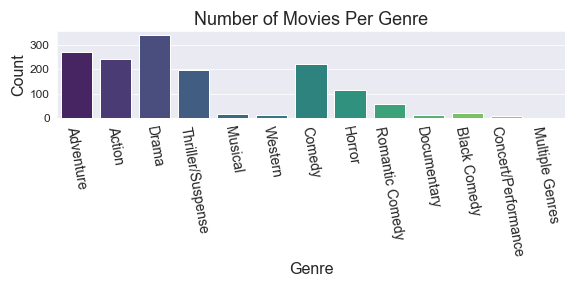 Number of Movies Per Genre
Count
300
200
100
0
Adventure
Action
Drama
Thriller/Suspense
Musical
Western
Comedy
Horror
Romantic Comedy
Documentary
Black Comedy
Concert/Performance
Multiple Genres
Genre